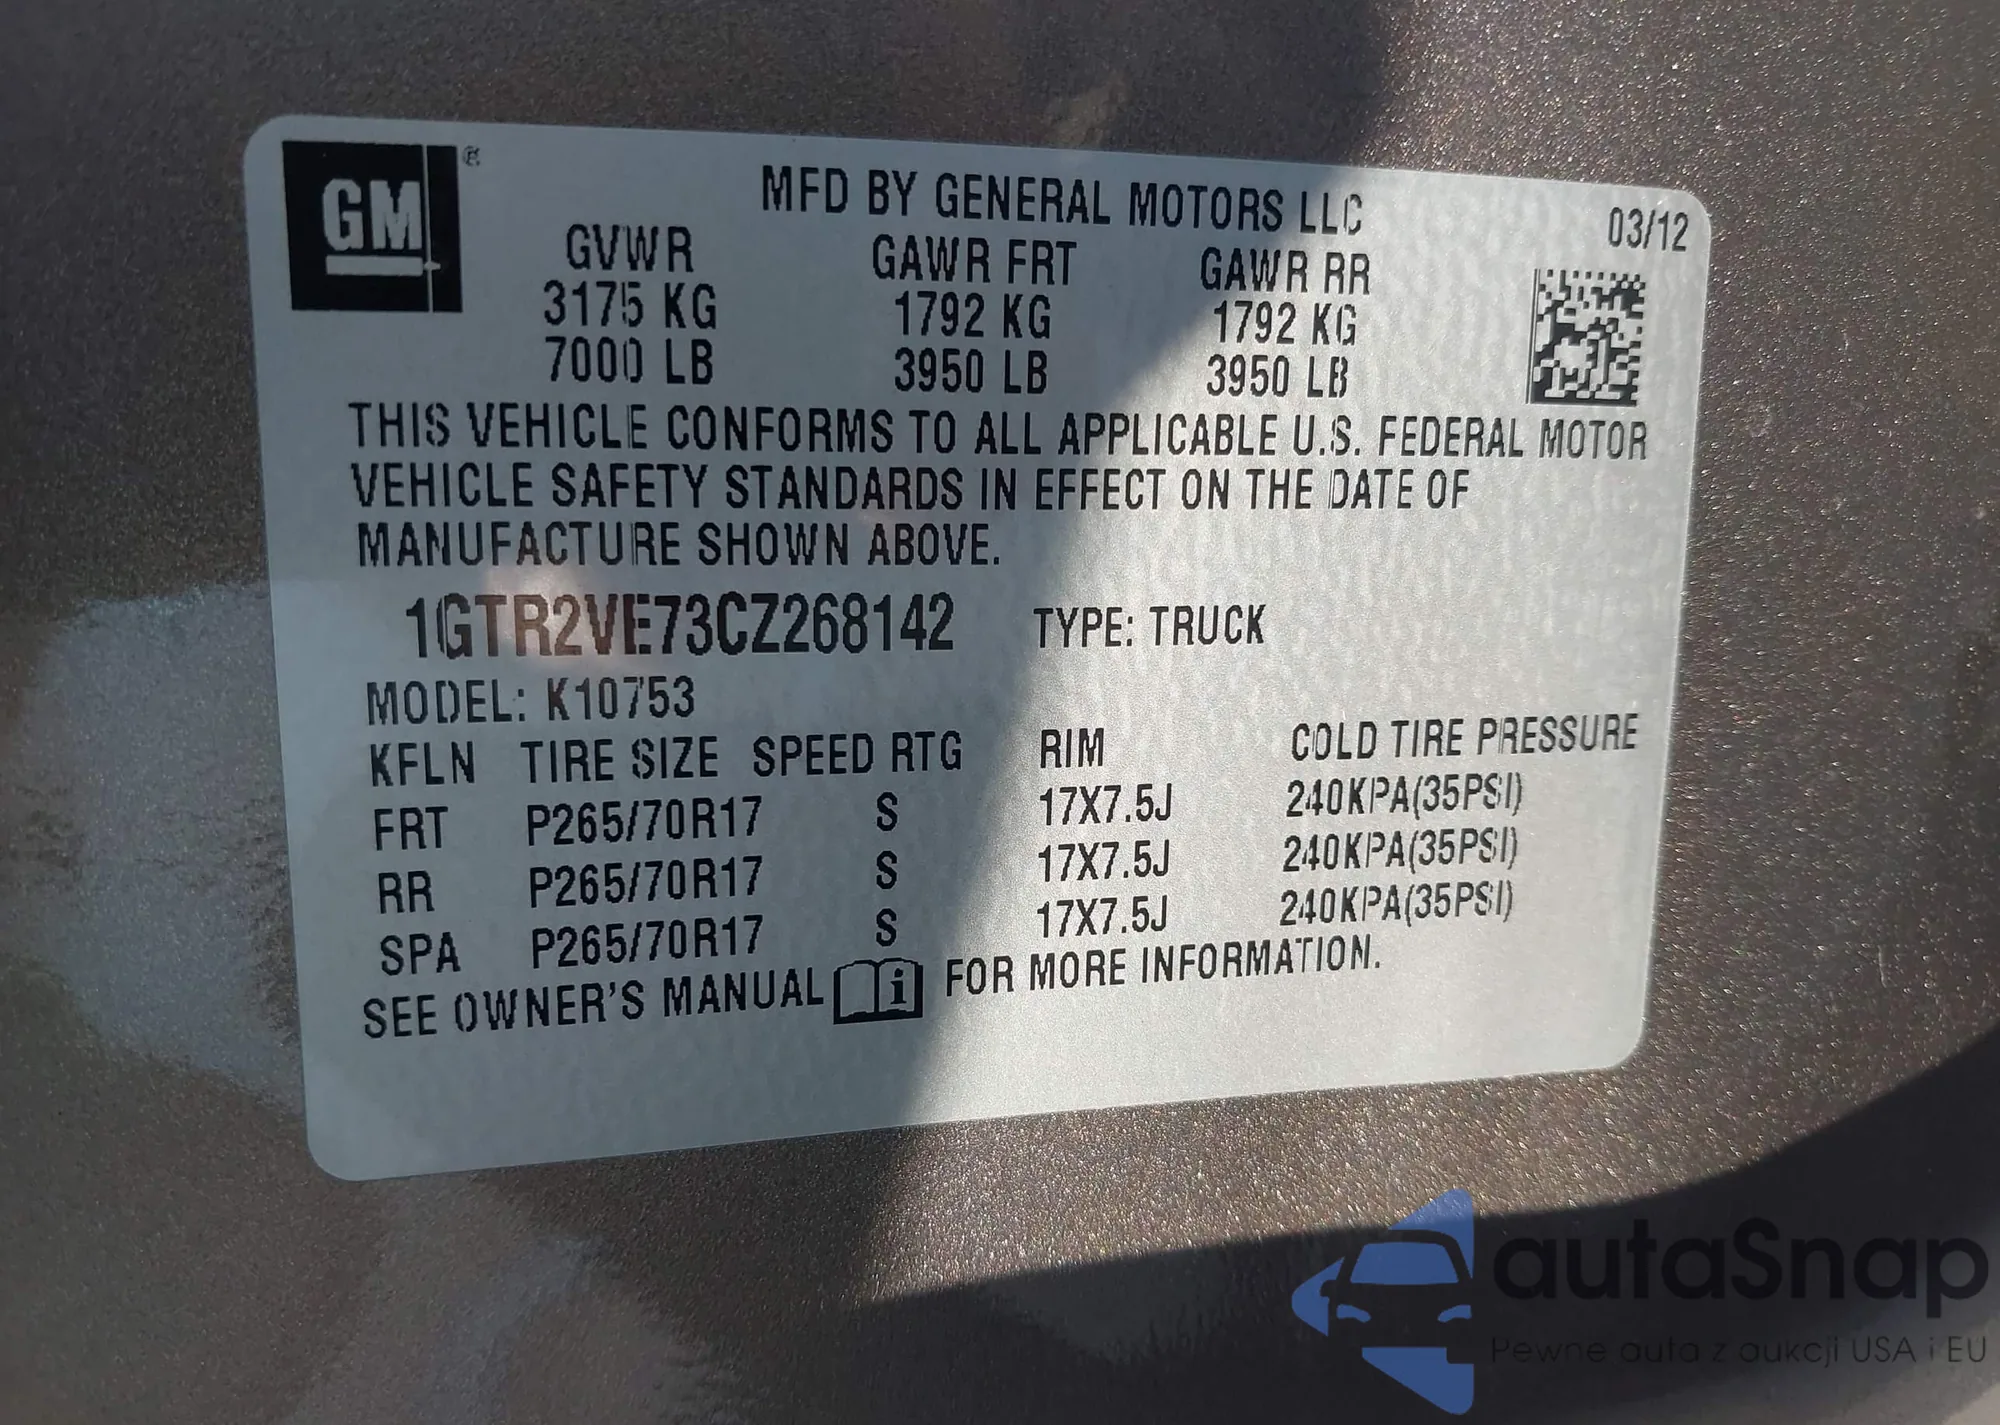 GM ®
MFD BY GENERAL MOTORS LLC
03/12
GVWR GAWR FRT GAWR RR
3175 KG 1792 KG 1792 KG
7000 LB 3950 LB 3950 LB
THIS VEHICLE CONFORMS TO ALL APPLICABLE U.S. FEDERAL MOTOR
VEHICLE SAFETY STANDARDS IN EFFECT ON THE DATE OF
MANUFACTURE SHOWN ABOVE.
1GTR2VE73CZ268142 TYPE: TRUCK
MODEL: K10753
KFLN TIRE SIZE SPEED RTG RIM COLD TIRE PRESSURE
FRT P265/70R17 S 17X7.5J 240KPA(35PSI)
RR P265/70R17 S 17X7.5J 240KPA(35PSI)
SPA P265/70R17 S 17X7.5J 240KPA(35PSI)
SEE OWNER'S MANUAL i FOR MORE INFORMATION.
autaSnap
Pewne auta z aukcji USA i EU